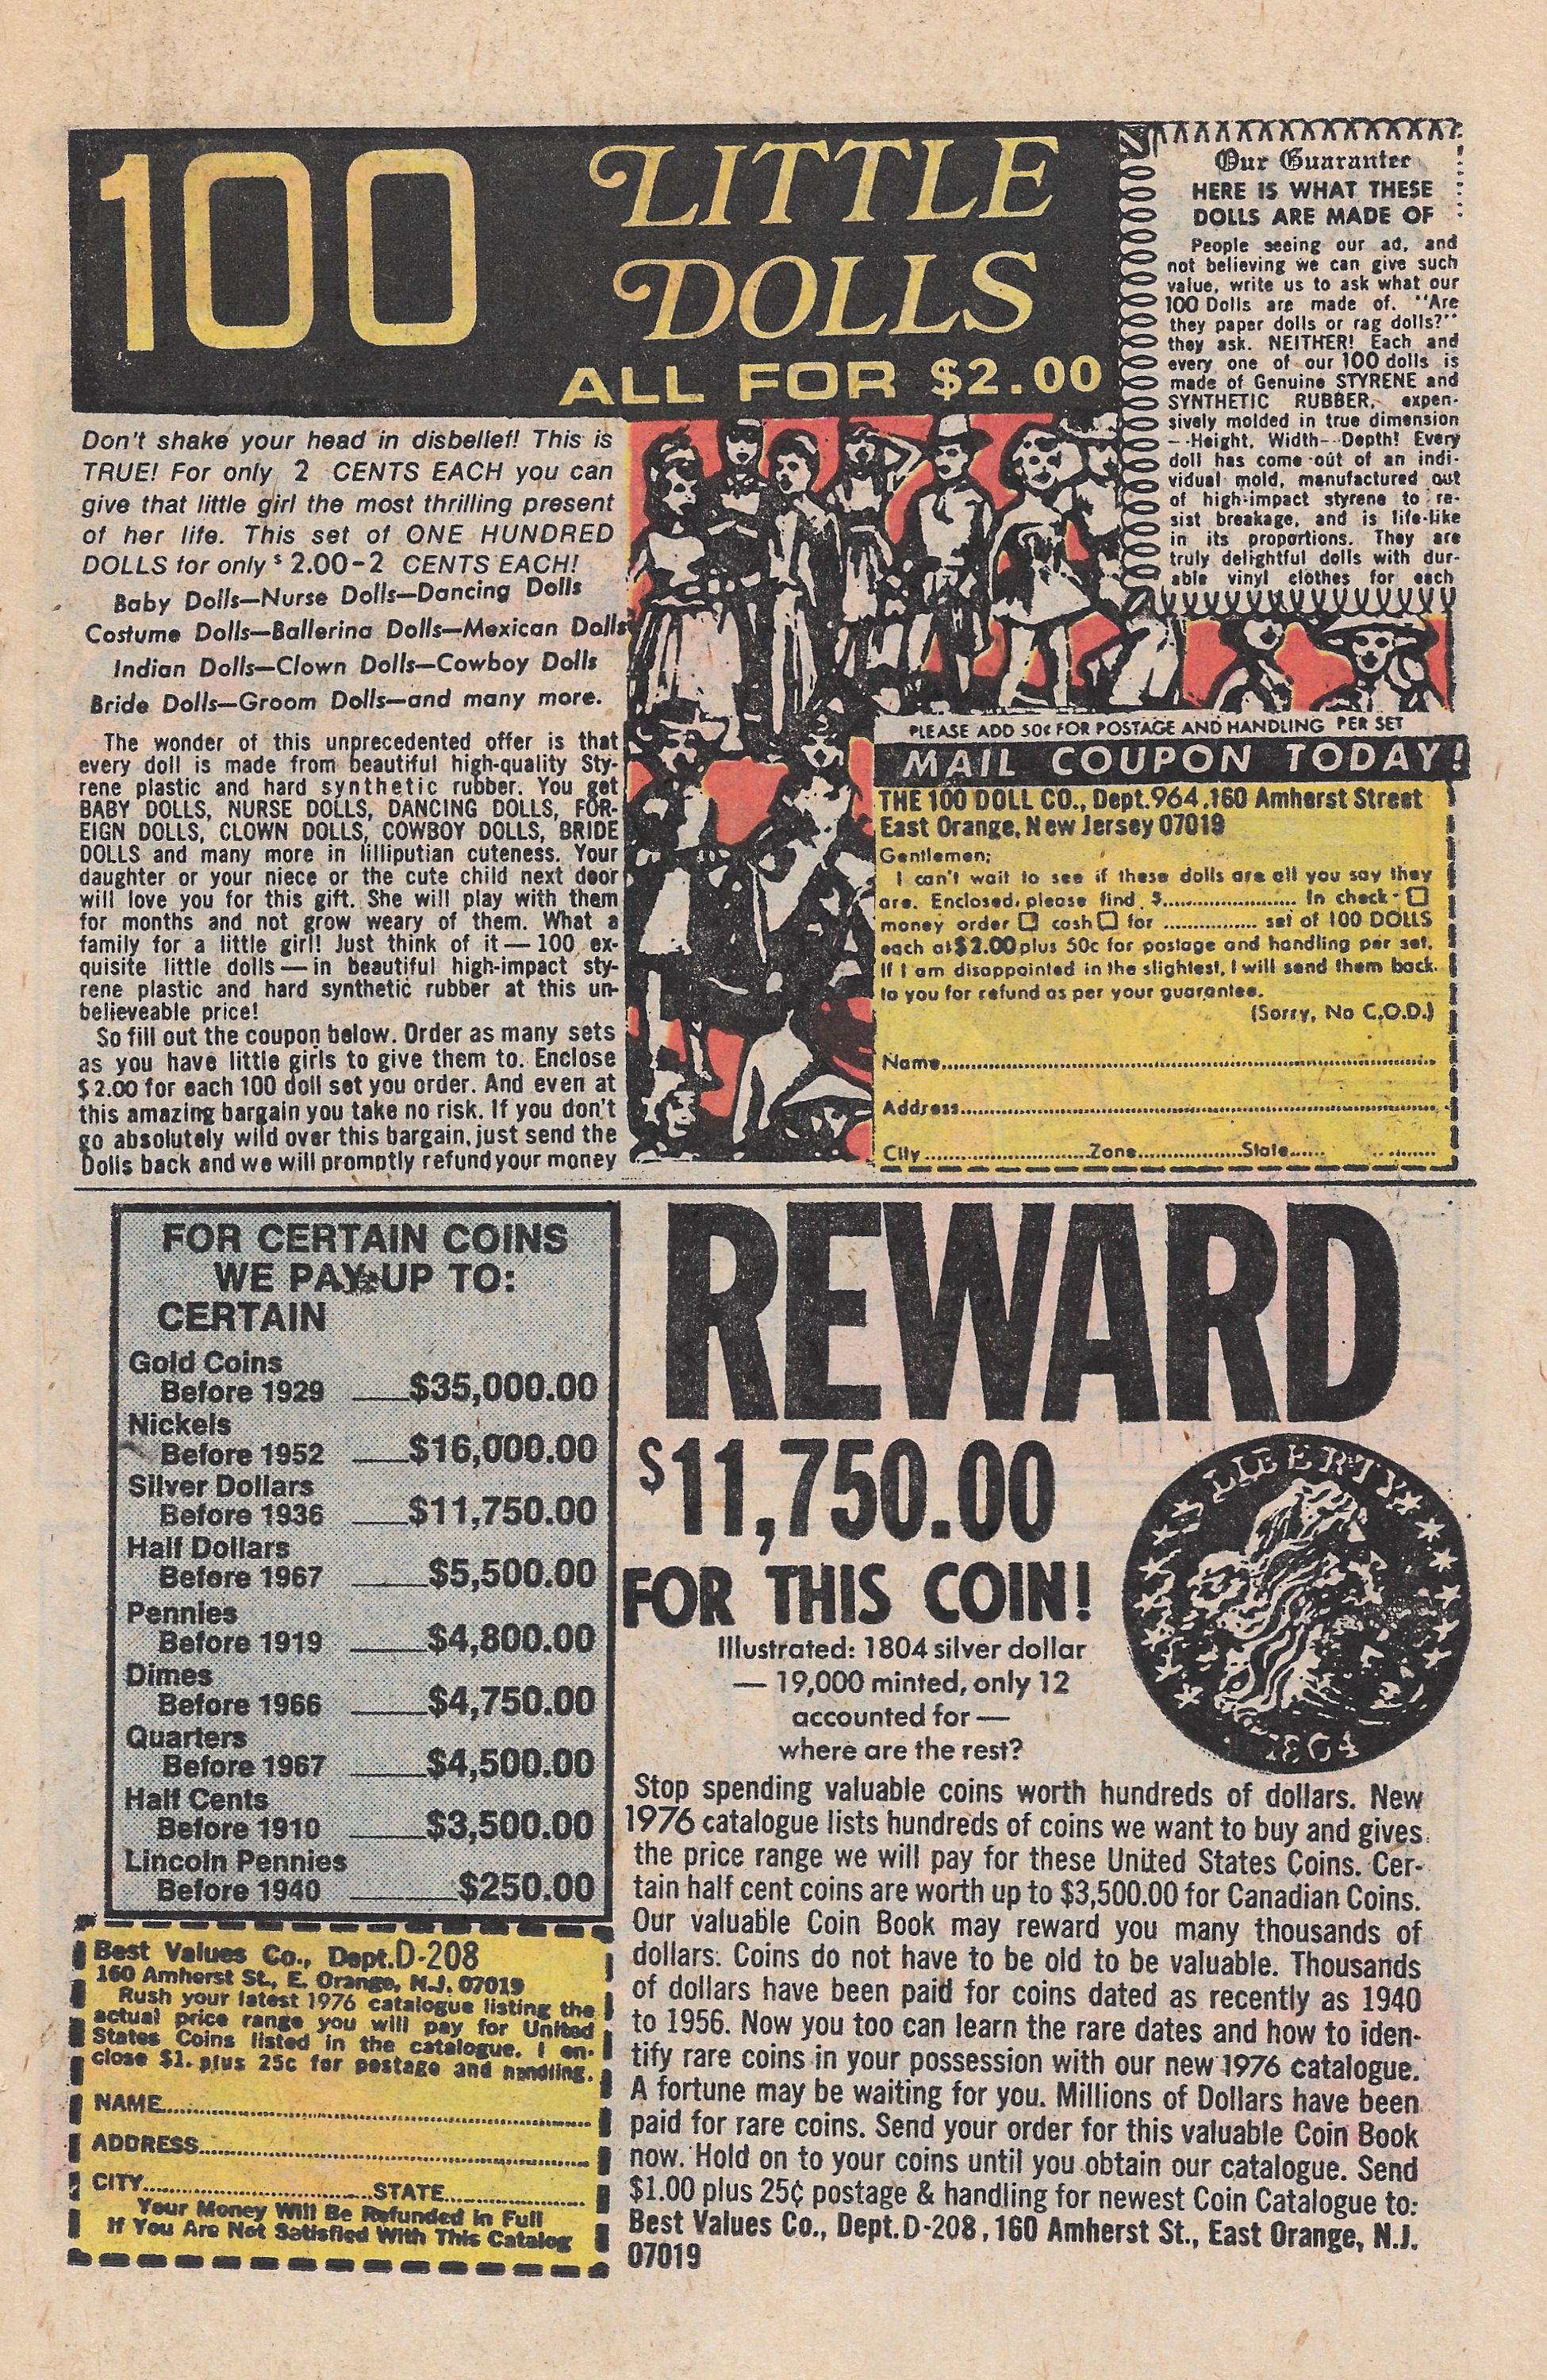 100 LITTLE
DOLLS
ALL FOR $2.00
Don't shake your head in disbelief! This is
TRUE! For only 2 CENTS EACH you can
give that little girl the most thrilling present
of her life. This set of ONE HUNDRED
DOLLS for only $2.00-2 CENTS EACH!
Baby Dolls—Nurse Dolls—Dancing Dolls
Costume Dolls—Ballerina Dolls—Mexican Dolls
Indian Dolls—Clown Dolls—Cowboy Dolls
Bride Dolls—Groom Dolls—and many more.
The wonder of this unprecedented offer is that
every doll is made from beautiful high-quality Sty-
rene plastic and hard synthetic rubber. You get
BABY DOLLS, NURSE DOLLS, DANCING DOLLS, FOR-
EIGN DOLLS, CLOWN DOLLS, COWBOY DOLLS, BRIDE
DOLLS and many more in lilliputian cuteness. Your
daughter or your niece or the cute child next door
will love you for this gift. She will play with them
for months and not grow weary of them. What a
family for a little girl! Just think of it — 100 ex-
quisite little dolls — in beautiful high-impact sty-
rene plastic and hard synthetic rubber at this un-
believeable price!
So fill out the coupon below. Order as many sets
as you have little girls to give them to. Enclose
$2.00 for each 100 doll set you order. And even at
this amazing bargain you take no risk. If you don't
go absolutely wild over this bargain, just send the
Dolls back and we will promptly refund your money
Our Guarantee
HERE IS WHAT THESE
DOLLS ARE MADE OF
People seeing our ad, and
not believing we can give such
value, write us to ask what our
100 Dolls are made of. "Are
they paper dolls or rag dolls?"
they ask. NEITHER! Each and
every one of our 100 dolls is
made of Genuine STYRENE and
SYNTHETIC RUBBER, expen-
sively molded in true dimension
—Height, Width—Depth! Every
doll has come out of an indi-
vidual mold, manufactured out
of high-impact styrene to re-
sist breakage, and is life-like
in its proportions. They are
truly delightful dolls with dur-
able vinyl clothes for each
PLEASE ADD 50¢ FOR POSTAGE AND HANDLING PER SET
MAIL COUPON TODAY!
THE 100 DOLL CO., Dept. 964, 160 Amherst Street
East Orange, New Jersey 07019
Gentlemen;
I can't wait to see if these dolls are all you say they
are. Enclosed, please find $..................... In check □
money order □ cash □ for ................ set of 100 DOLLS
each at $2.00 plus 50c for postage and handling per set.
If I am disappointed in the slightest, I will send them back
to you for refund as per your guarantee.
(Sorry, No C.O.D.)
Name..........................................................
Address..........................................................
City...........................Zone.................State..............
FOR CERTAIN COINS
WE PAY UP TO:
CERTAIN
Gold Coins
Before 1929 ___$35,000.00
Nickels
Before 1952 ___$16,000.00
Silver Dollars
Before 1936 ___$11,750.00
Half Dollars
Before 1967 ____$5,500.00
Pennies
Before 1919 ____$4,800.00
Dimes
Before 1966 ____$4,750.00
Quarters
Before 1967 ____$4,500.00
Half Cents
Before 1910 ____$3,500.00
Lincoln Pennies
Before 1940 _____$250.00
Best Values Co., Dept. D-208
160 Amherst St., E. Orange, N.J. 07019
Rush your latest 1976 catalogue listing the
actual price range you will pay for United
States Coins listed in the catalogue. I en-
close $1. plus 25c for postage and handling.
NAME..........................................................
ADDRESS..........................................................
CITY..............................STATE..................
Your Money Will Be Refunded in Full
If You Are Not Satisfied With This Catalog
REWARD
$11,750.00
FOR THIS COIN!
LIBERTY
1804
Illustrated: 1804 silver dollar
— 19,000 minted, only 12
accounted for —
where are the rest?
Stop spending valuable coins worth hundreds of dollars. New
1976 catalogue lists hundreds of coins we want to buy and gives
the price range we will pay for these United States Coins. Cer-
tain half cent coins are worth up to $3,500.00 for Canadian Coins.
Our valuable Coin Book may reward you many thousands of
dollars. Coins do not have to be old to be valuable. Thousands
of dollars have been paid for coins dated as recently as 1940
to 1956. Now you too can learn the rare dates and how to iden-
tify rare coins in your possession with our new 1976 catalogue.
A fortune may be waiting for you. Millions of Dollars have been
paid for rare coins. Send your order for this valuable Coin Book
now. Hold on to your coins until you obtain our catalogue. Send
$1.00 plus 25¢ postage & handling for newest Coin Catalogue to:
Best Values Co., Dept. D-208, 160 Amherst St., East Orange, N.J.
07019